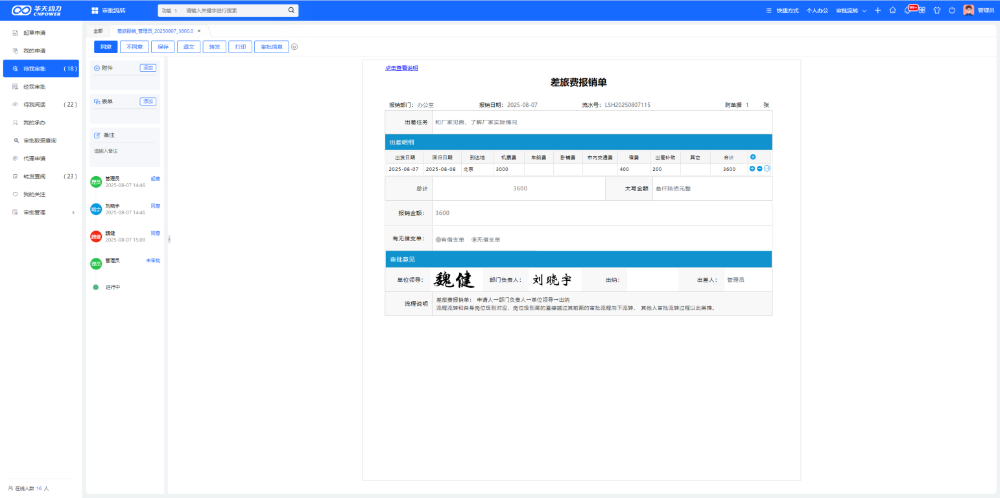 华天动力 CNPOWER 审批流转 功能 请输入关键字进行搜索 快捷方式 个人办公 审批流转 99+ 管理员
起草申请
我的申请
待我审批 (18)
经我审批
待我阅读 (22)
我的承办
审批数据查询
代理申请
转发查阅 (23)
我的关注
审批管理
在线人数 16 人
全部 差旅报销_管理员_20250807_3600.0 ×
同意 不同意 保存 退文 转发 打印 审批信息
附件 添加
表单 添加
备注
请输入备注
理员 管理员 起草
2025-08-07 14:46
晓宇 刘晓宇 同意
2025-08-07 14:46
魏健 魏健 同意
2025-08-07 15:00
理员 管理员 未审批
进行中
点击查看说明
差旅费报销单
报销部门: 办公室 报销日期: 2025-08-07 流水号: LSH20250807115 附单据 1 张
出差任务 和厂家见面，了解厂家实际情况
出差明细
出发日期 回归日期 到达地 机票费 车船费 卧铺费 市内交通费 宿费 出差补助 其它 合计
2025-08-07 2025-08-08 北京 3000 400 200 3600
总计 3600 大写金额 叁仟陆佰元整
报销金额: 3600
有无借支单: 有借支单 无借支单
审批意见
单位领导: 魏健 部门负责人: 刘晓宇 出纳: 出差人: 管理员
流程说明 差旅费报销单: 申请人→部门负责人→单位领导→出纳
流程流转和自身岗位级别对应，岗位级别高的直接越过其前面的审批流程向下流转， 其他人审批流转过程以此类推。